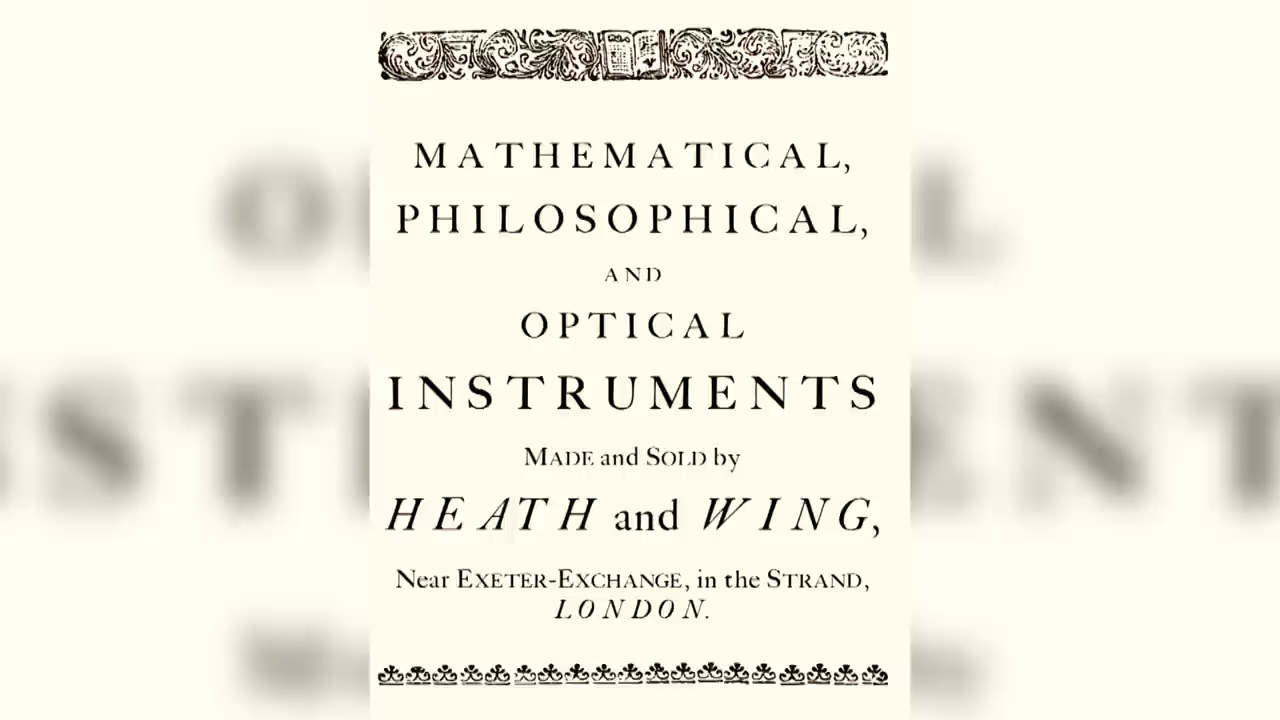 MATHEMATICAL,
PHILOSOPHICAL,
AND
OPTICAL
INSTRUMENTS
MADE and SOLD by
HEATH and WING,
Near EXETER-EXCHANGE, in the STRAND,
LONDON.